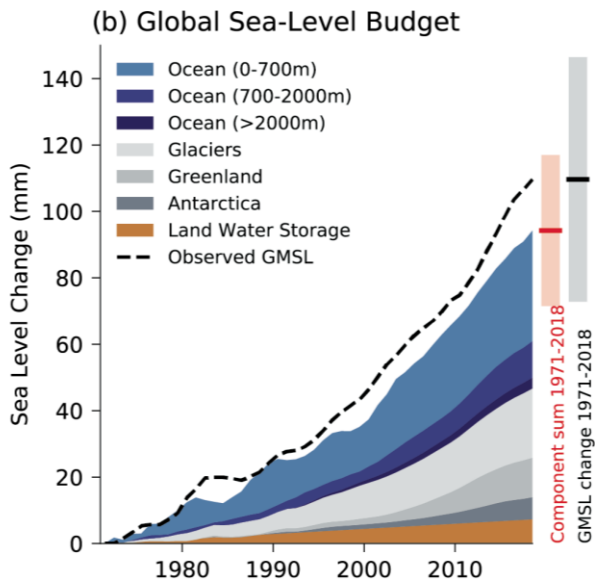 (b) Global Sea-Level Budget
Sea Level Change (mm)
140
120
100
80
60
40
20
0
Ocean (0-700m)
Ocean (700-2000m)
Ocean (>2000m)
Glaciers
Greenland
Antarctica
Land Water Storage
Observed GMSL
1980
1990
2000
2010
Component sum 1971-2018
GMSL change 1971-2018